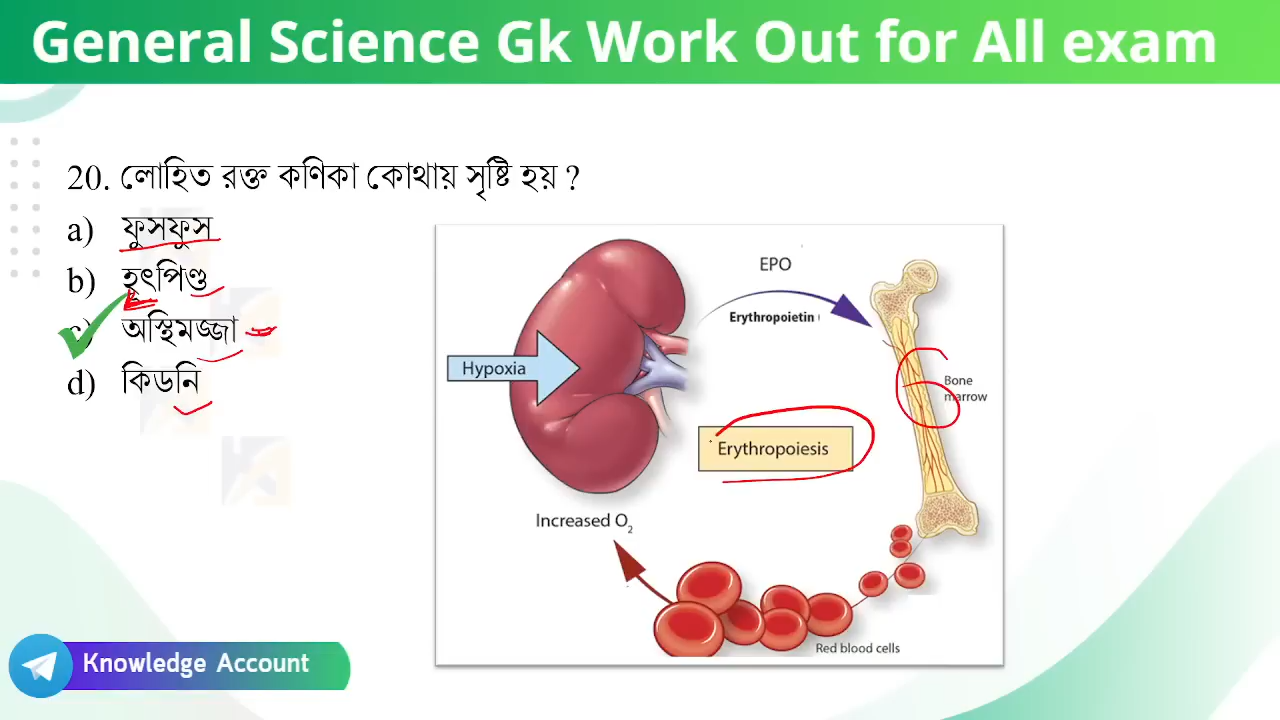 General Science Gk Work Out for All exam
20. লোহিত রক্ত কণিকা কোথায় সৃষ্টি হয় ?
a) ফুসফুস
b) হৃৎপিণ্ড
c) অস্থিমজ্জা
d) কিডনি
EPO
Erythropoietin
Hypoxia
Bone
marrow
Erythropoiesis
Increased O2
Red blood cells
Knowledge Account